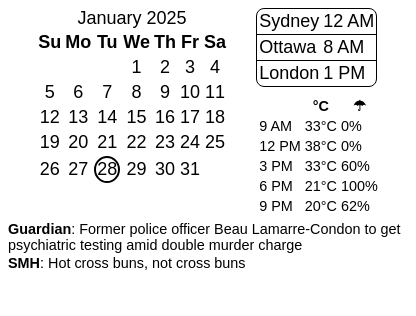 January 2025
Su Mo Tu We Th Fr Sa
1 2 3 4
5 6 7 8 9 10 11
12 13 14 15 16 17 18
19 20 21 22 23 24 25
26 27 28 29 30 31
Sydney 12 AM
Ottawa 8 AM
London 1 PM
°C ☂
9 AM 33°C 0%
12 PM 38°C 0%
3 PM 33°C 60%
6 PM 21°C 100%
9 PM 20°C 62%
Guardian: Former police officer Beau Lamarre-Condon to get
psychiatric testing amid double murder charge
SMH: Hot cross buns, not cross buns